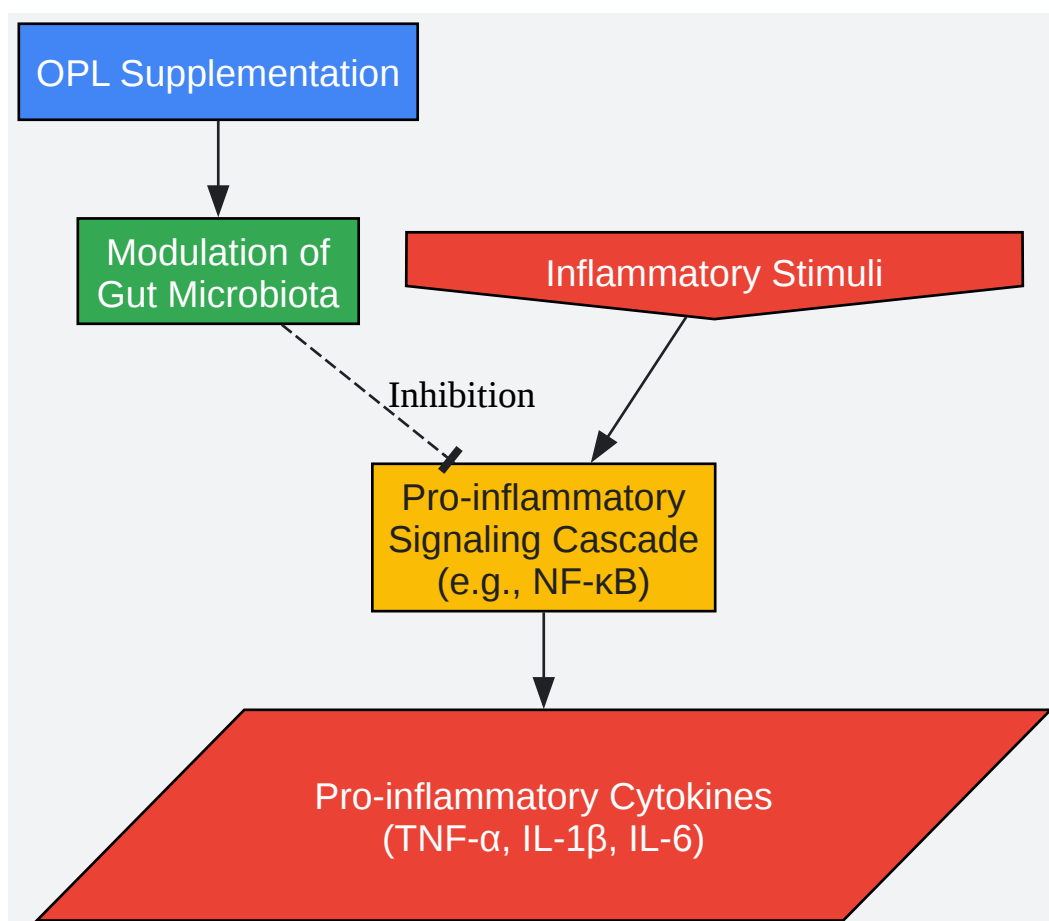 OPL Supplementation
Modulation of
Gut Microbiota
Inflammatory Stimuli
Inhibition
Pro-inflammatory
Signaling Cascade
(e.g., NF-κB)
Pro-inflammatory Cytokines
(TNF-α, IL-1β, IL-6)